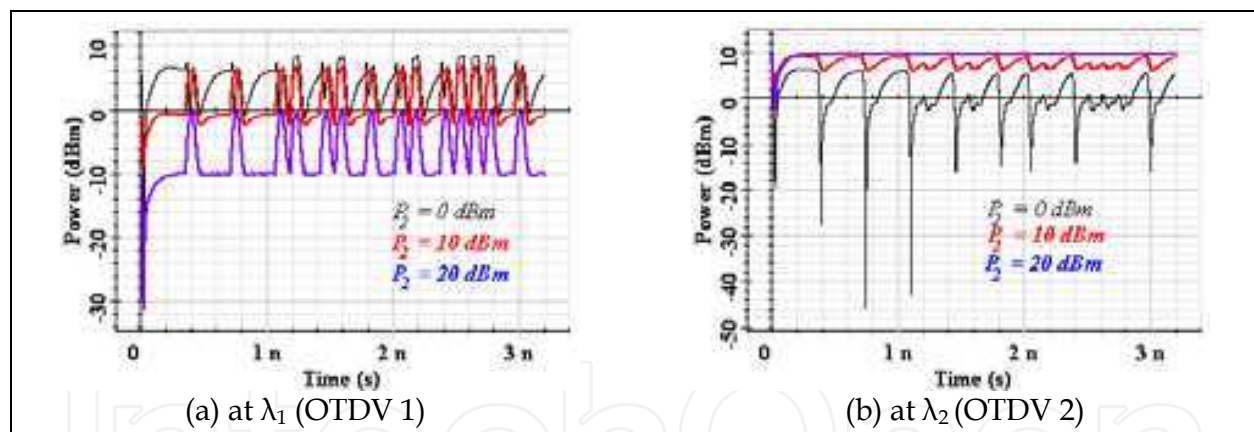 10
0
-10
-20
-30
Power (dBm)
P2 = 0 dBm
P2 = 10 dBm
P2 = 20 dBm
0 1 n 2 n 3 n
Time (s)
(a) at λ1 (OTDV 1)
10
0
-10
-20
-30
-40
-50
Power (dBm)
P2 = 0 dBm
P2 = 10 dBm
P2 = 20 dBm
0 1 n 2 n 3 n
Time (s)
(b) at λ2 (OTDV 2)